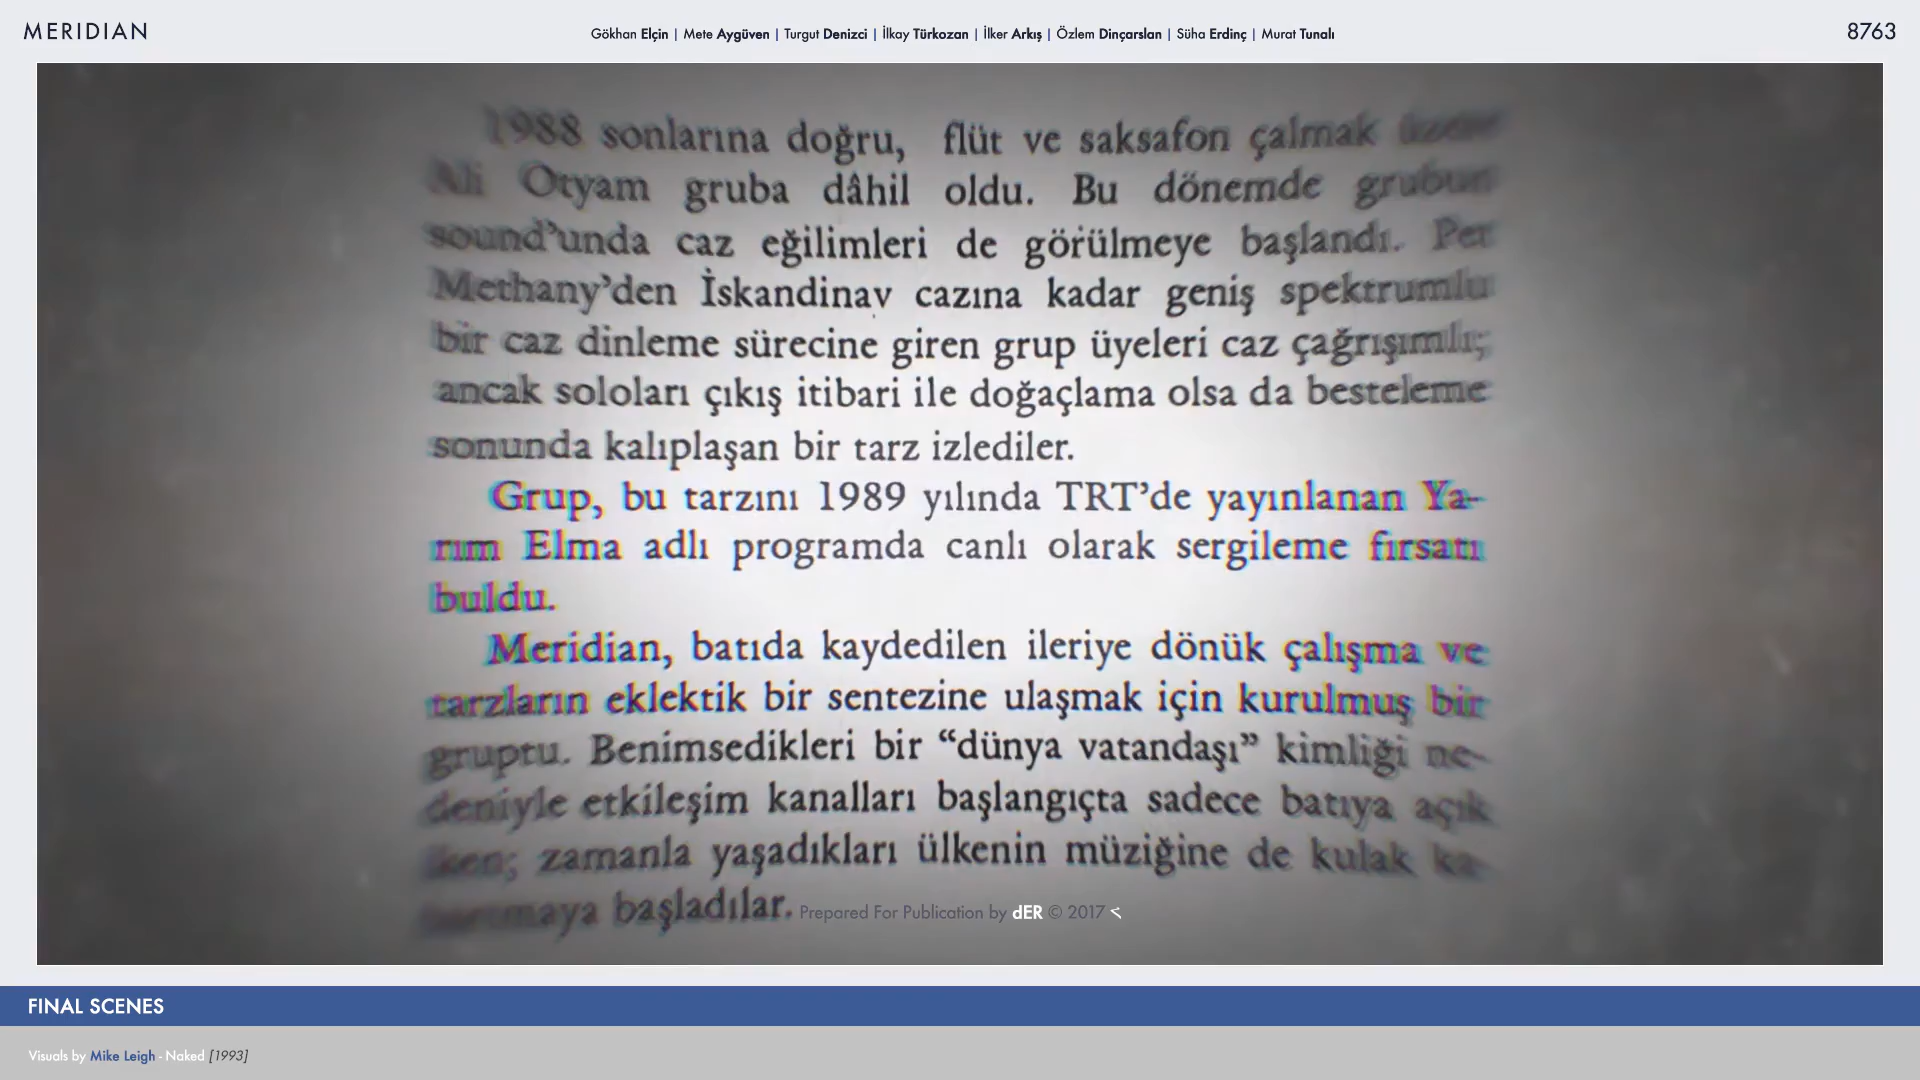 MERIDIAN
Gökhan Elçin | Mete Aygüven | Turgut Denizci | İlkay Türkozan | İlker Arkış | Özlem Dinçarslan | Süha Erdinç | Murat Tunalı
8763
1988 sonlarına doğru, flüt ve saksafon çalmak üzere
Ali Otyam gruba dâhil oldu. Bu dönemde grubun
sound’unda caz eğilimleri de görülmeye başlandı. Pet
Methany’den İskandinav cazına kadar geniş spektrumlu
bir caz dinleme sürecine giren grup üyeleri caz çağrışımlı;
ancak soloları çıkış itibari ile doğaçlama olsa da besteleme
sonunda kalıplaşan bir tarz izlediler.
Grup, bu tarzını 1989 yılında TRT’de yayınlanan Ya-
rım Elma adlı programda canlı olarak sergileme fırsatı
buldu.
Meridian, batıda kaydedilen ileriye dönük çalışma ve
tarzların eklektik bir sentezine ulaşmak için kurulmuş bir
gruptu. Benimsedikleri bir “dünya vatandaşı” kimliği ne-
deniyle etkileşim kanalları başlangıçta sadece batıya açık
iken; zamanla yaşadıkları ülkenin müziğine de kulak ka-
bartmaya başladılar.
Prepared For Publication by dER © 2017 <
FINAL SCENES
Visuals by Mike Leigh - Naked [1993]